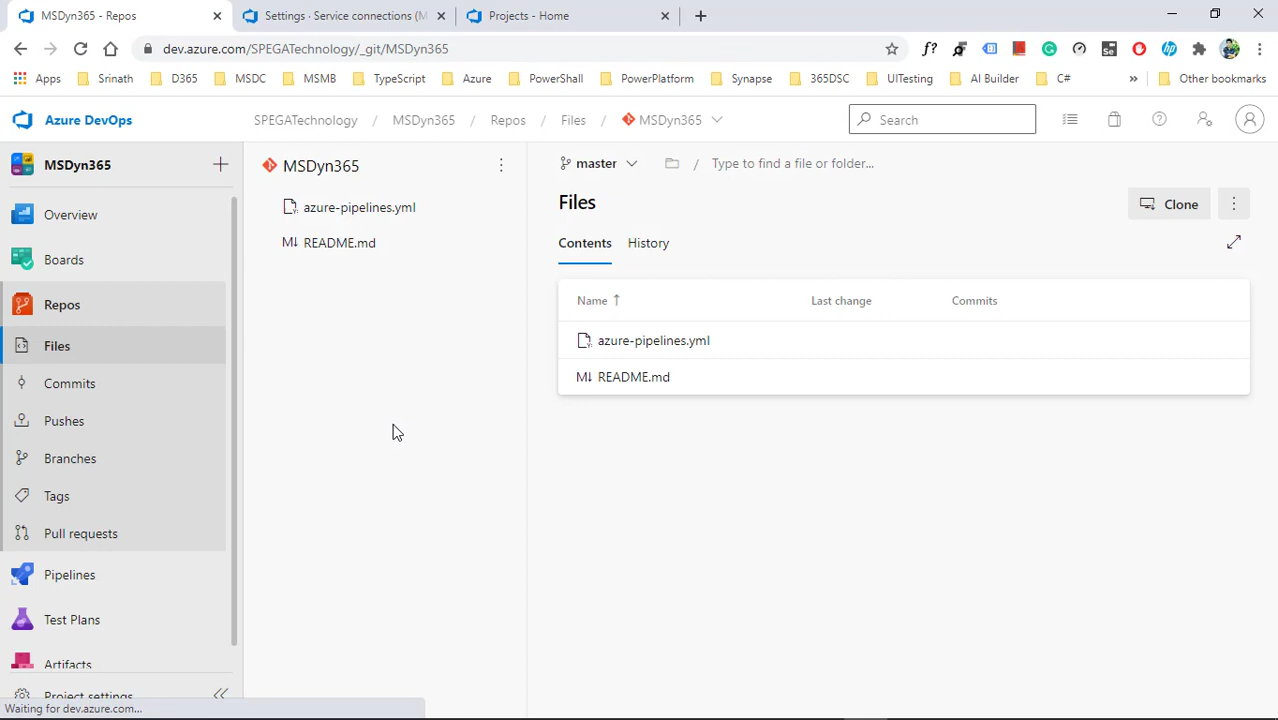 MSDyn365 - Repos
Settings · Service connections (M
Projects - Home
dev.azure.com/SPEGATechnology/_git/MSDyn365
f?
Se
Apps
Srinath
D365
MSDC
MSMB
TypeScript
Azure
PowerShall
PowerPlatform
Synapse
365DSC
UITesting
AI Builder
C#
»
Other bookmarks
Azure DevOps
SPEGATechnology / MSDyn365 / Repos / Files / MSDyn365
Search
MSDyn365
Overview
Boards
Repos
Files
Commits
Pushes
Branches
Tags
Pull requests
Pipelines
Test Plans
Artifacts
Project settings
MSDyn365
azure-pipelines.yml
README.md
master / Type to find a file or folder...
Files
Clone
Contents
History
Name ↑
Last change
Commits
azure-pipelines.yml
README.md
Waiting for dev.azure.com...